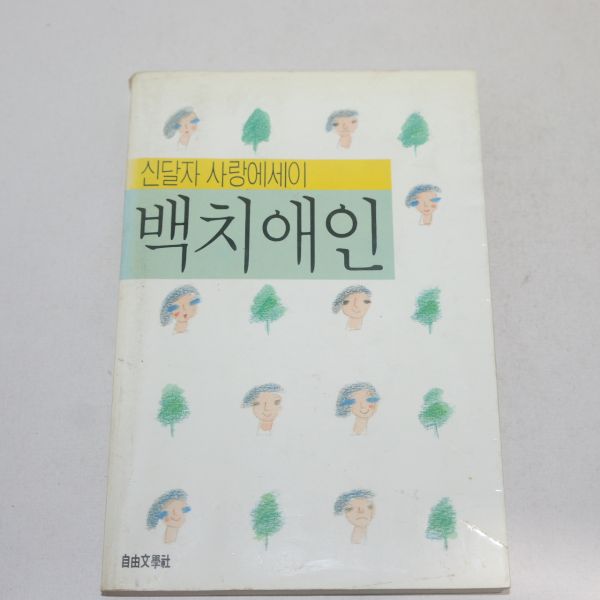 신달자 사랑에세이
백치애인
自由文學社